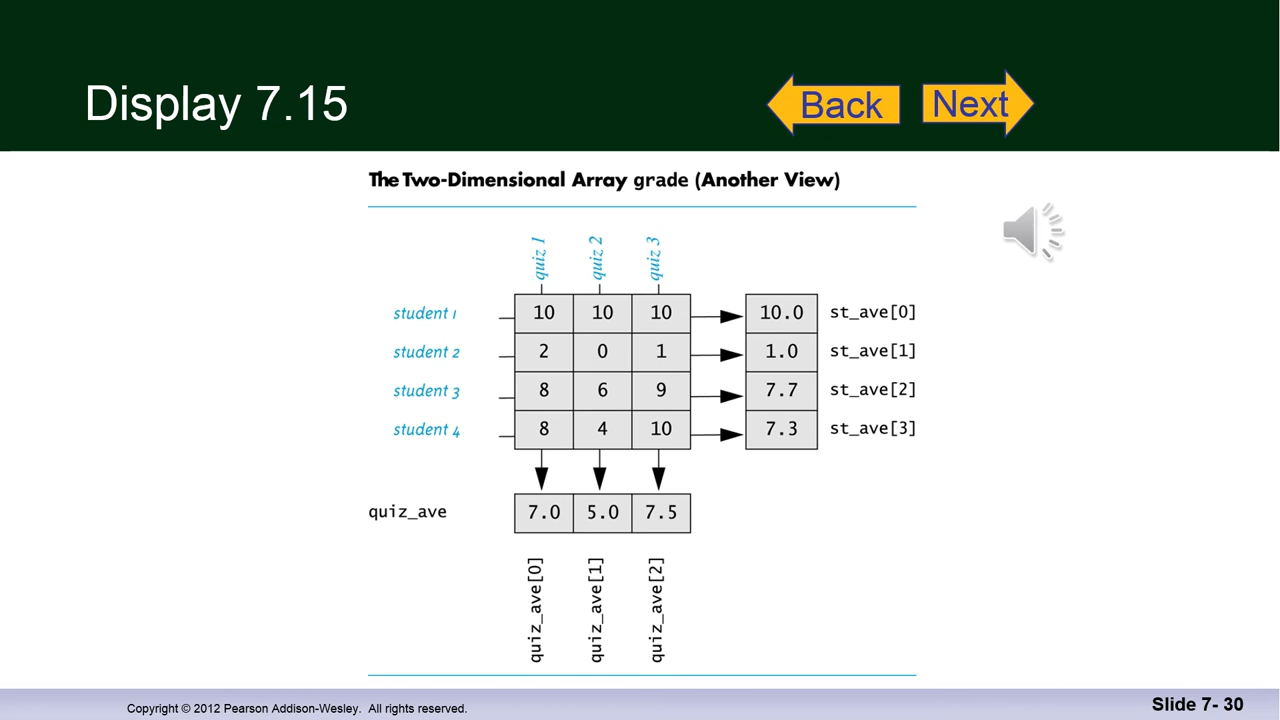 Display 7.15
Back
Next
The Two-Dimensional Array grade (Another View)
quiz 1 quiz 2 quiz 3
student 1 10 10 10 10.0 st_ave[0]
student 2 2 0 1 1.0 st_ave[1]
student 3 8 6 9 7.7 st_ave[2]
student 4 8 4 10 7.3 st_ave[3]
quiz_ave 7.0 5.0 7.5
quiz_ave[0] quiz_ave[1] quiz_ave[2]
Copyright © 2012 Pearson Addison-Wesley. All rights reserved.
Slide 7- 30